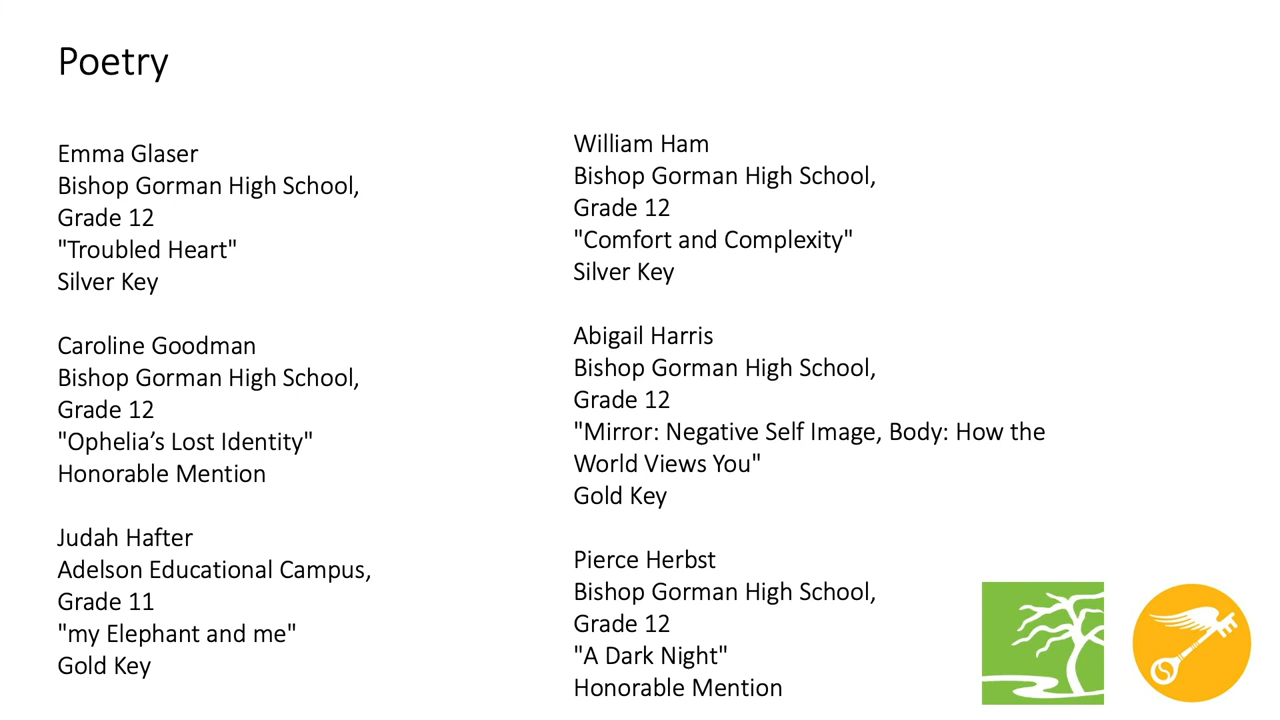 Poetry
Emma Glaser
Bishop Gorman High School,
Grade 12
"Troubled Heart"
Silver Key
Caroline Goodman
Bishop Gorman High School,
Grade 12
"Ophelia’s Lost Identity"
Honorable Mention
Judah Hafter
Adelson Educational Campus,
Grade 11
"my Elephant and me"
Gold Key
William Ham
Bishop Gorman High School,
Grade 12
"Comfort and Complexity"
Silver Key
Abigail Harris
Bishop Gorman High School,
Grade 12
"Mirror: Negative Self Image, Body: How the
World Views You"
Gold Key
Pierce Herbst
Bishop Gorman High School,
Grade 12
"A Dark Night"
Honorable Mention